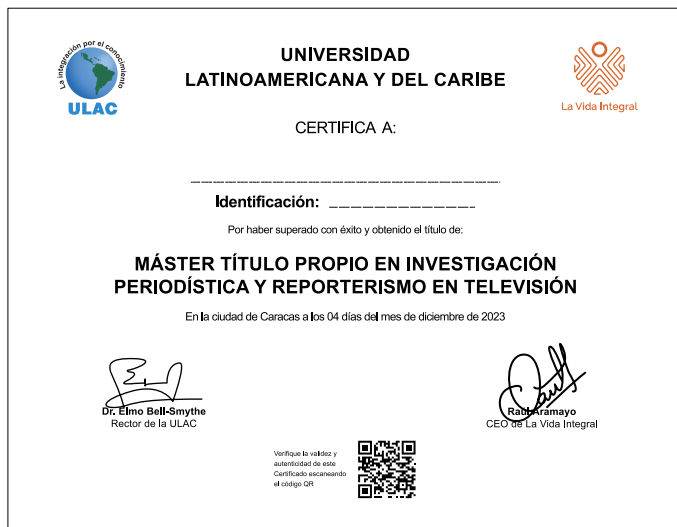 La integración por el conocimiento
ULAC
UNIVERSIDAD
LATINOAMERICANA Y DEL CARIBE
La Vida Integral
CERTIFICA A:
Identificación:
Por haber superado con éxito y obtenido el título de:
MÁSTER TÍTULO PROPIO EN INVESTIGACIÓN
PERIODÍSTICA Y REPORTERISMO EN TELEVISIÓN
En la ciudad de Caracas a los 04 días del mes de diciembre de 2023
Dr. Elmo Bell-Smythe
Rector de la ULAC
Raúl Aramayo
CEO de La Vida Integral
Verifique la validez y
autenticidad de este
Certificado escaneando
el código QR